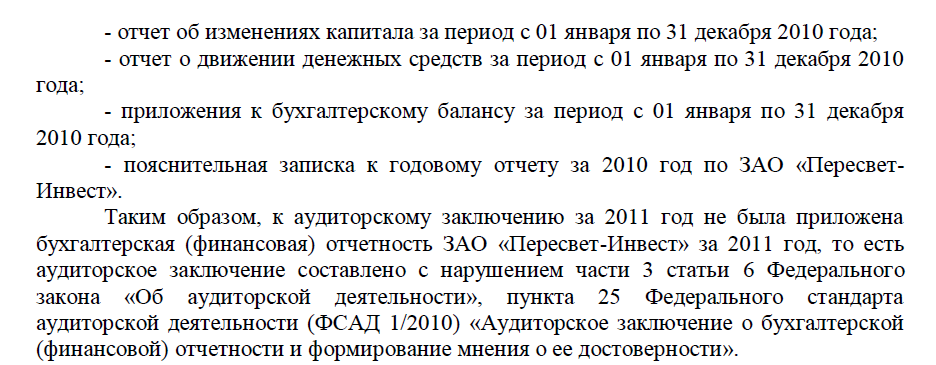 - отчет об изменениях капитала за период с 01 января по 31 декабря 2010 года;
- отчет о движении денежных средств за период с 01 января по 31 декабря 2010
года;
- приложения к бухгалтерскому балансу за период с 01 января по 31 декабря
2010 года;
- пояснительная записка к годовому отчету за 2010 год по ЗАО «Пересвет-
Инвест».
Таким образом, к аудиторскому заключению за 2011 год не была приложена
бухгалтерская (финансовая) отчетность ЗАО «Пересвет-Инвест» за 2011 год, то есть
аудиторское заключение составлено с нарушением части 3 статьи 6 Федерального
закона «Об аудиторской деятельности», пункта 25 Федерального стандарта
аудиторской деятельности (ФСАД 1/2010) «Аудиторское заключение о бухгалтерской
(финансовой) отчетности и формирование мнения о ее достоверности».